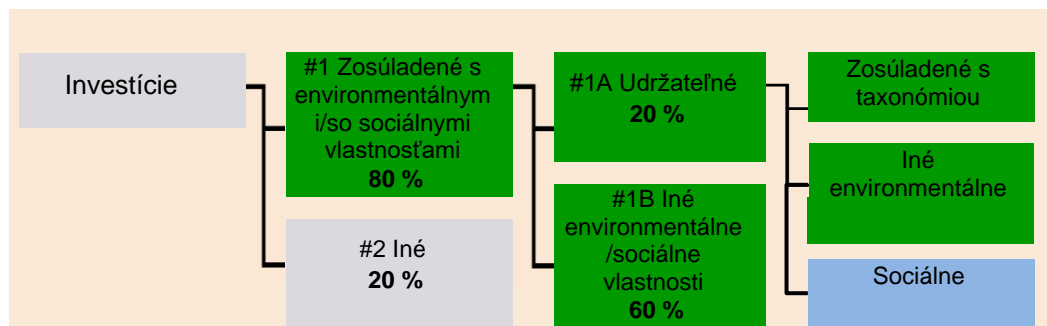 Investície
#1 Zosúladené s
environmentálnym
i/so sociálnymi
vlastnosťami
80 %
#2 Iné
20 %
#1A Udržateľné
20 %
#1B Iné
environmentálne
/sociálne
vlastnosti
60 %
Zosúladené s
taxonómiou
Iné
environmentálne
Sociálne